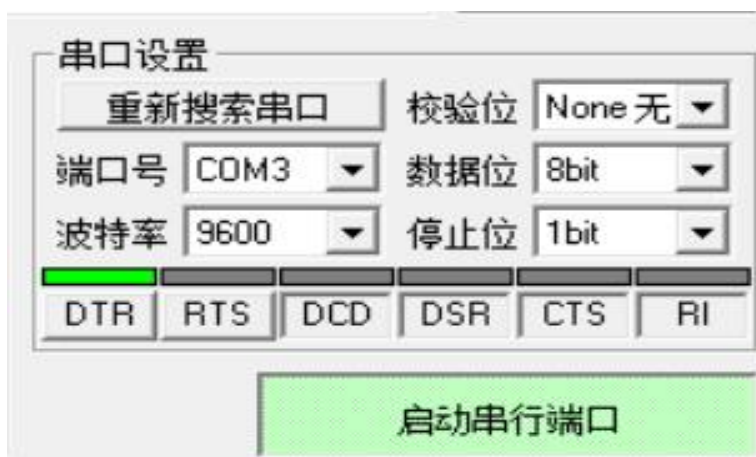 串口设置
重新搜索串口 校验位 None 无
端口号 COM3 数据位 8bit
波特率 9600 停止位 1bit
DTR RTS DCD DSR CTS RI
启动串行端口